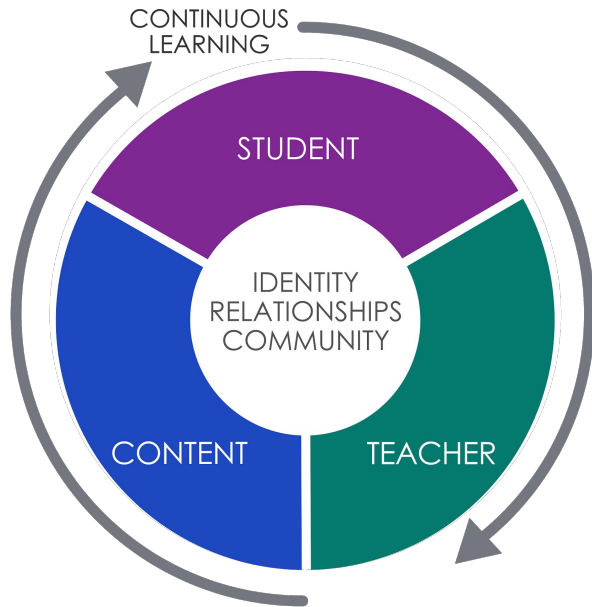 CONTINUOUS
LEARNING
STUDENT
IDENTITY
RELATIONSHIPS
COMMUNITY
CONTENT
TEACHER